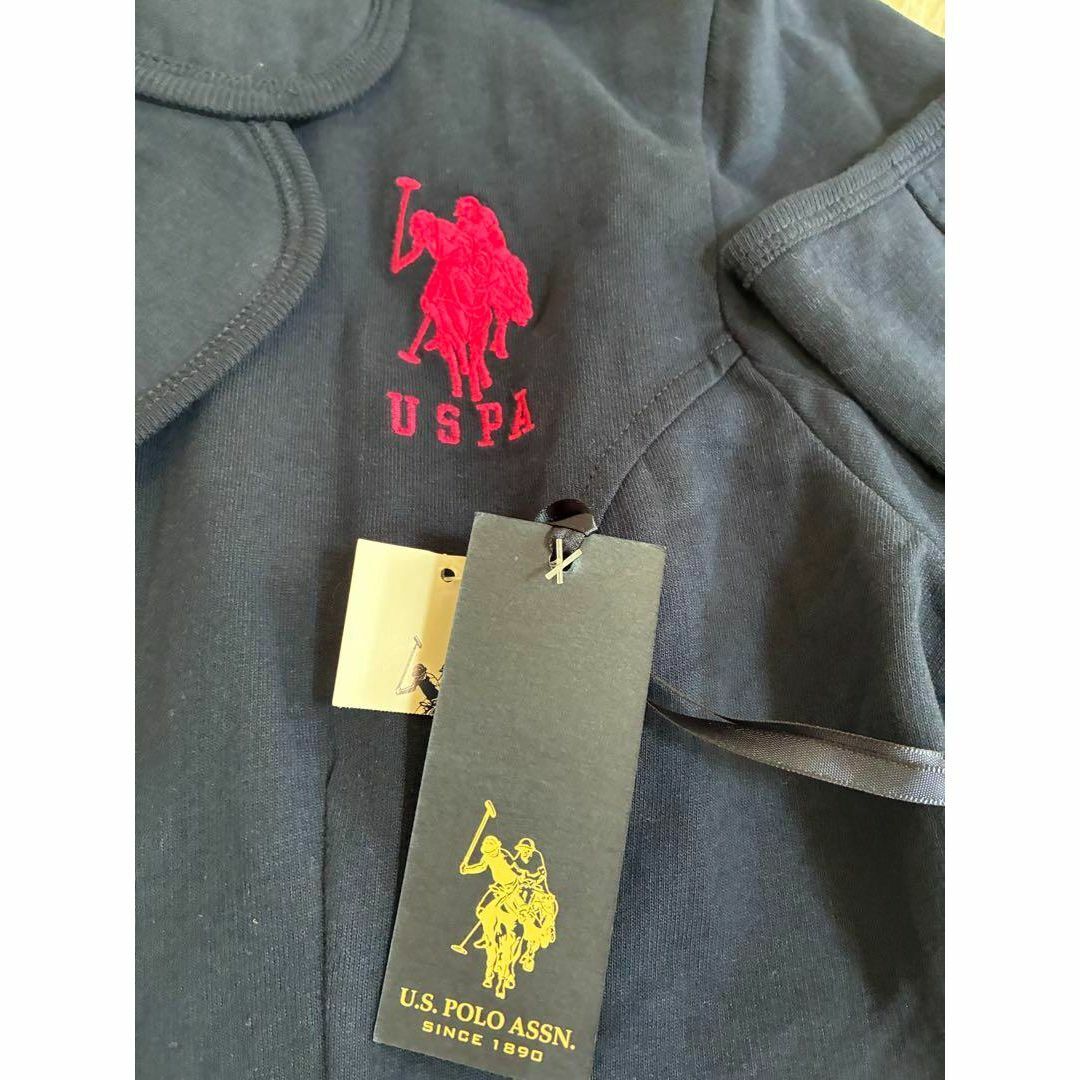 USPA
U.S. POLO ASSN.
SINCE 1890